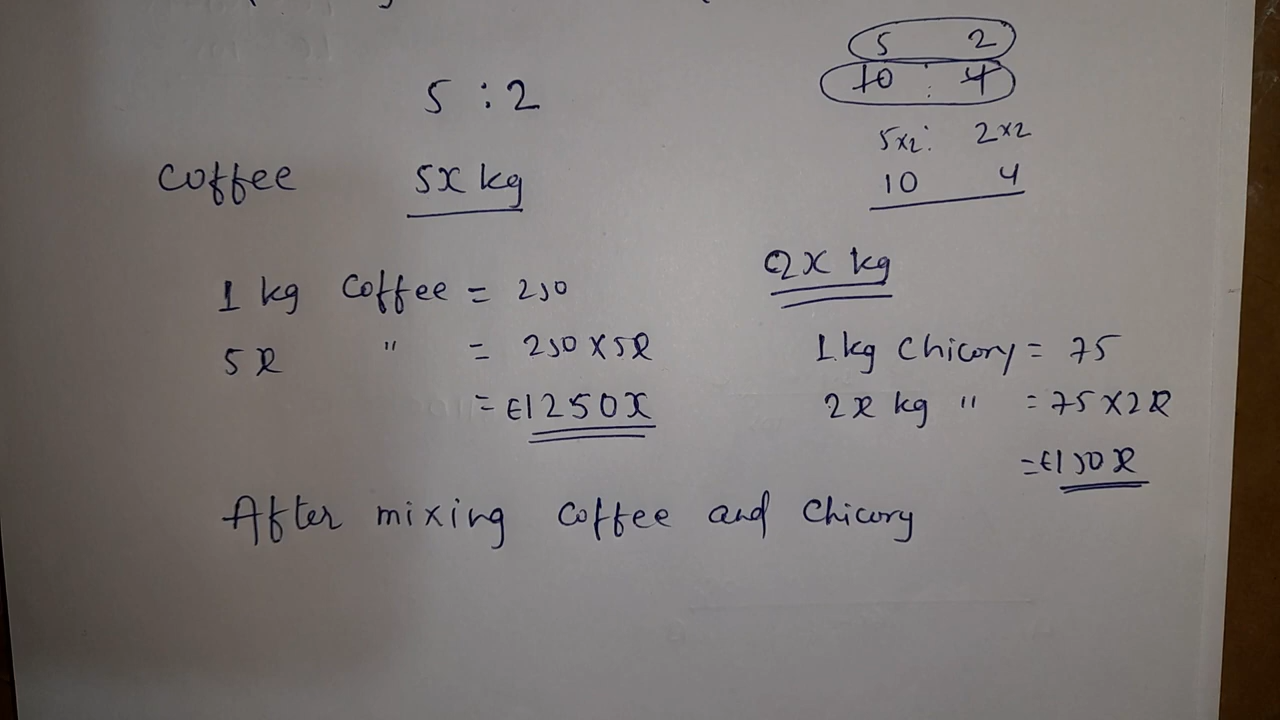 5 : 2
5 2
10 : 4
5x2: 2x2
10 4
Coffee 5x kg
2x kg
1 kg Coffee = 250
5x " = 250 X 5x
= €1250x
1 kg Chicory = 75
2x kg " = 75 X 2x
= €150x
After mixing Coffee and Chicory